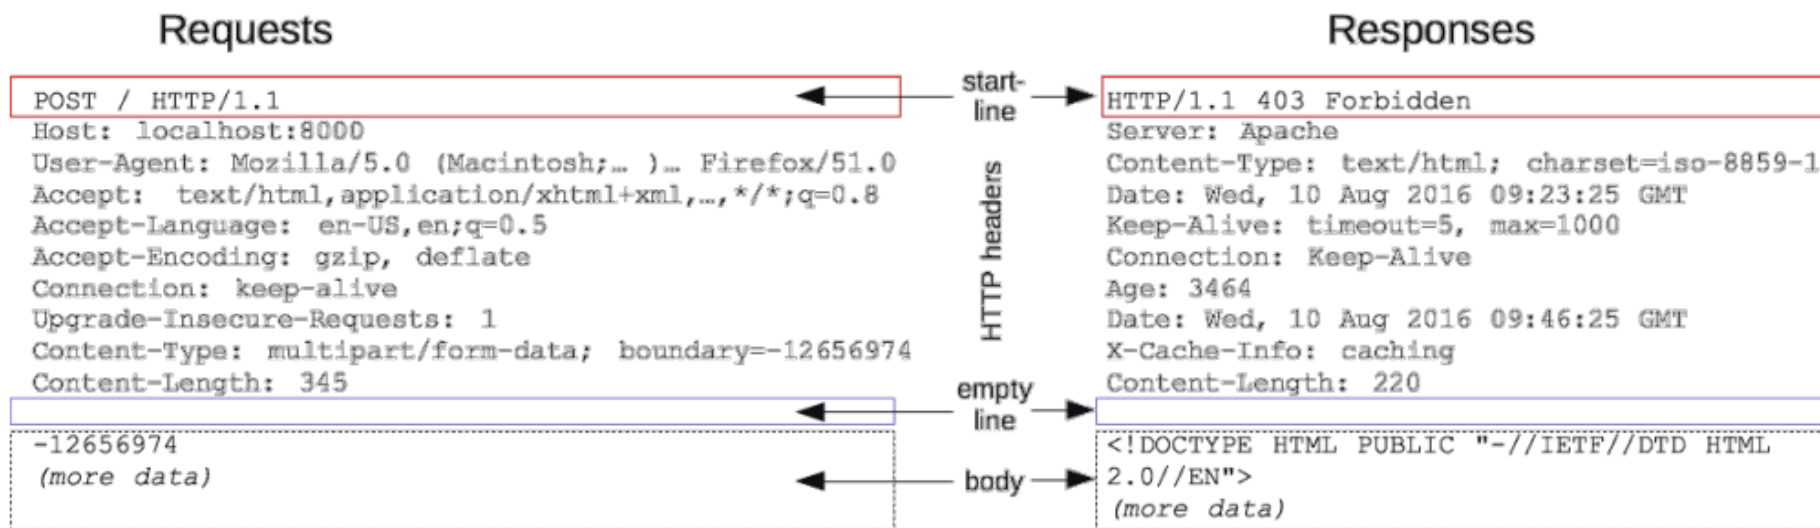 Requests
POST / HTTP/1.1
Host: localhost:8000
User-Agent: Mozilla/5.0 (Macintosh;… )… Firefox/51.0
Accept: text/html,application/xhtml+xml,…,*/*;q=0.8
Accept-Language: en-US,en;q=0.5
Accept-Encoding: gzip, deflate
Connection: keep-alive
Upgrade-Insecure-Requests: 1
Content-Type: multipart/form-data; boundary=-12656974
Content-Length: 345
-12656974
(more data)
start-
line
HTTP headers
empty
line
body
Responses
HTTP/1.1 403 Forbidden
Server: Apache
Content-Type: text/html; charset=iso-8859-1
Date: Wed, 10 Aug 2016 09:23:25 GMT
Keep-Alive: timeout=5, max=1000
Connection: Keep-Alive
Age: 3464
Date: Wed, 10 Aug 2016 09:46:25 GMT
X-Cache-Info: caching
Content-Length: 220
<!DOCTYPE HTML PUBLIC "-//IETF//DTD HTML
2.0//EN">
(more data)